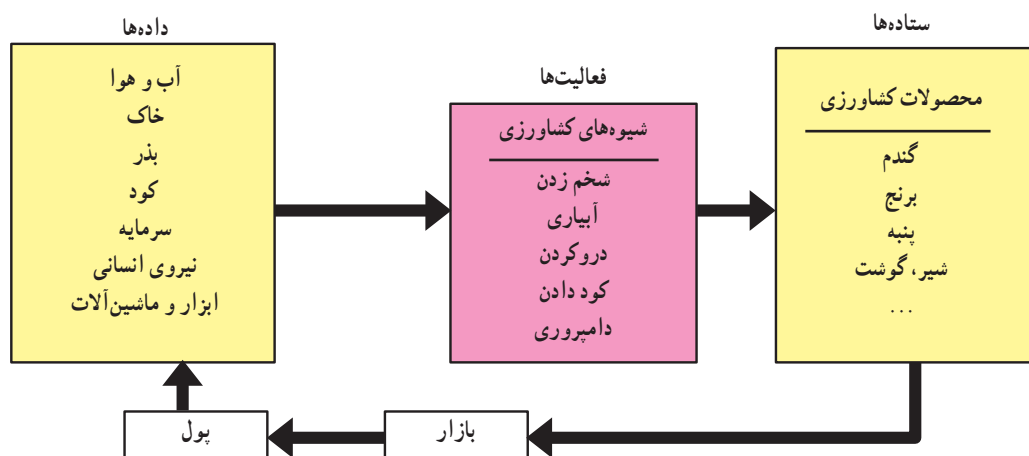 داده‌ها
آب و هوا
خاک
بذر
کود
سرمایه
نیروی انسانی
ابزار و ماشین‌آلات
فعالیت‌ها
شیوه‌های کشاورزی
شخم زدن
آبیاری
دروکردن
کود دادن
دامپروری
ستاده‌ها
محصولات کشاورزی
گندم
برنج
پنبه
شیر، گوشت
...
بازار
پول